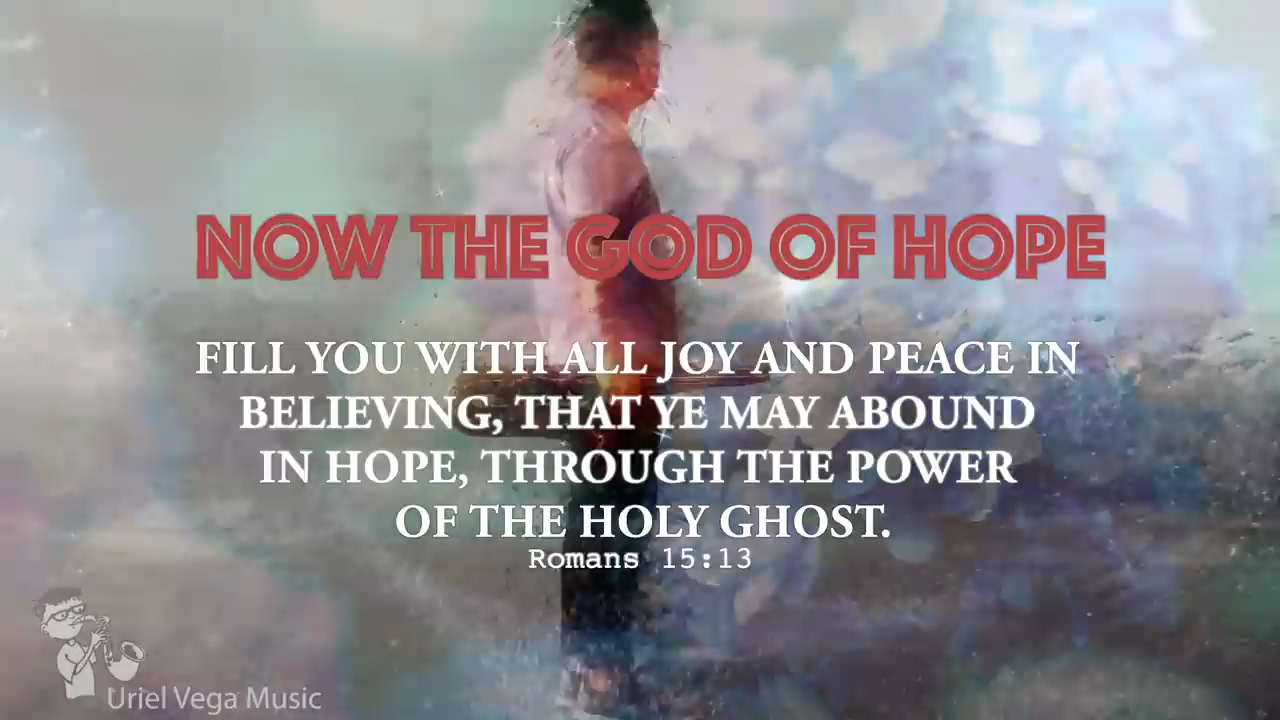 NOW THE GOD OF HOPE
FILL YOU WITH ALL JOY AND PEACE IN
BELIEVING, THAT YE MAY ABOUND
IN HOPE, THROUGH THE POWER
OF THE HOLY GHOST.
Romans 15:13
Uriel Vega Music